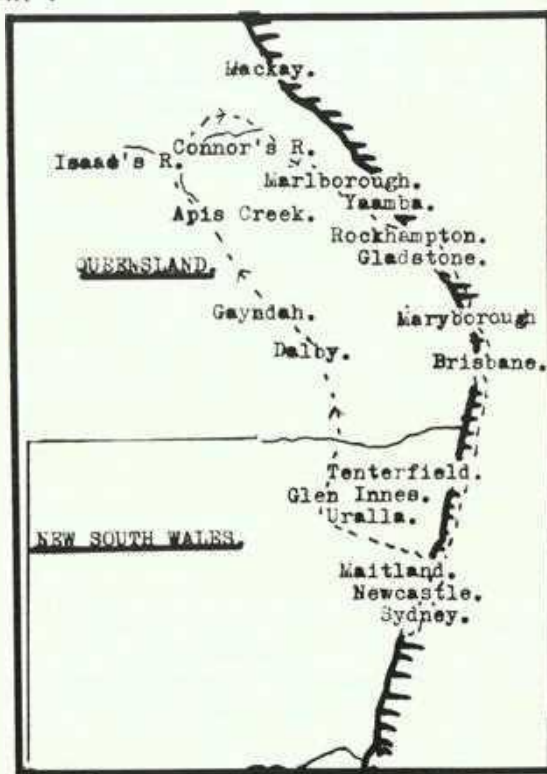 Mackay.
Connor's R.
Isaac's R.
Marlborough.
Yaamba.
Apis Creek.
Rockhampton.
Gladstone.
QUEENSLAND.
Gayndah.
Maryborough
Dalby.
Brisbane.
Tenterfield.
Glen Innes.
Uralla.
NEW SOUTH WALES.
Maitland.
Newcastle.
Sydney.